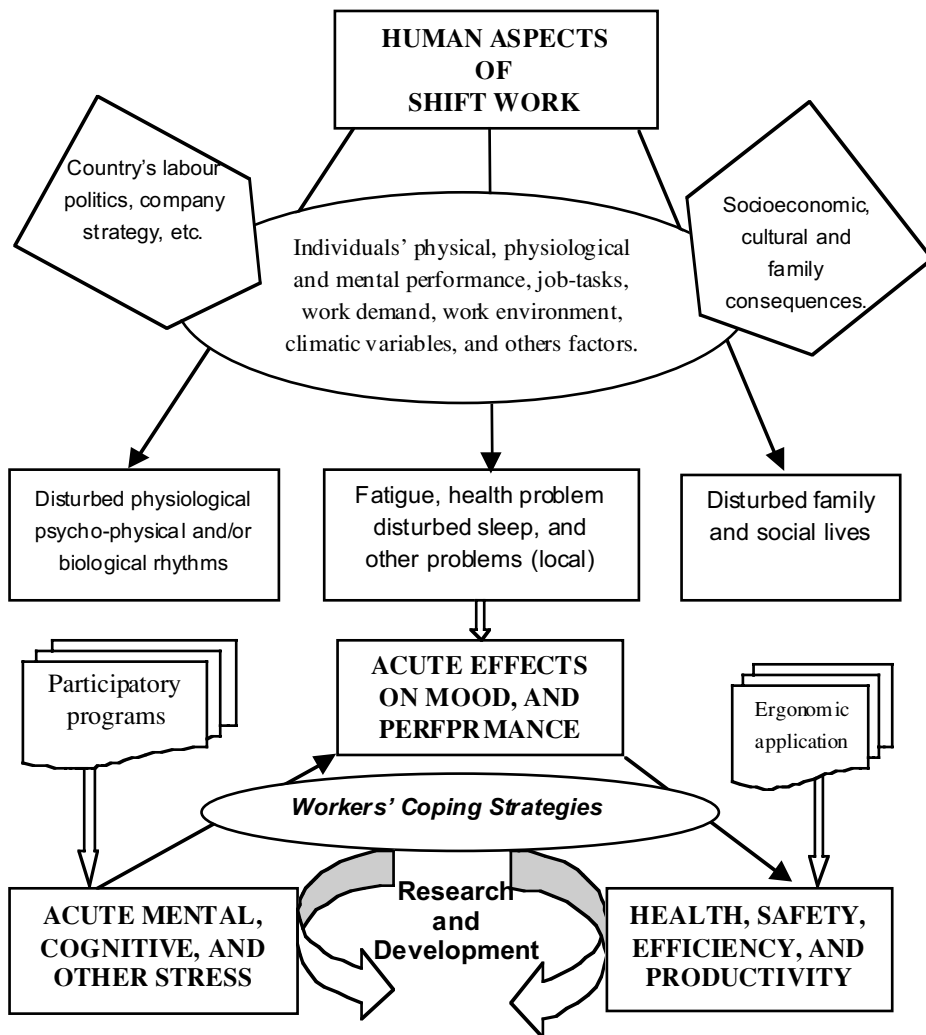 HUMAN ASPECTS
OF
SHIFT WORK
Country's labour
politics, company
strategy, etc.
Socioeconomic,
cultural and
family
consequences.
Individuals' physical, physiological
and mental performance, job-tasks,
work demand, work environment,
climatic variables, and others factors.
Disturbed physiological
psycho-physical and/or
biological rhythms
Fatigue, health problem
disturbed sleep, and
other problems (local)
Disturbed family
and social lives
Participatory
programs
ACUTE EFFECTS
ON MOOD, AND
PERFPRMANCE
Ergonomic
application
Workers' Coping Strategies
ACUTE MENTAL,
COGNITIVE, AND
OTHER STRESS
Research
and
Development
HEALTH, SAFETY,
EFFICIENCY, AND
PRODUCTIVITY